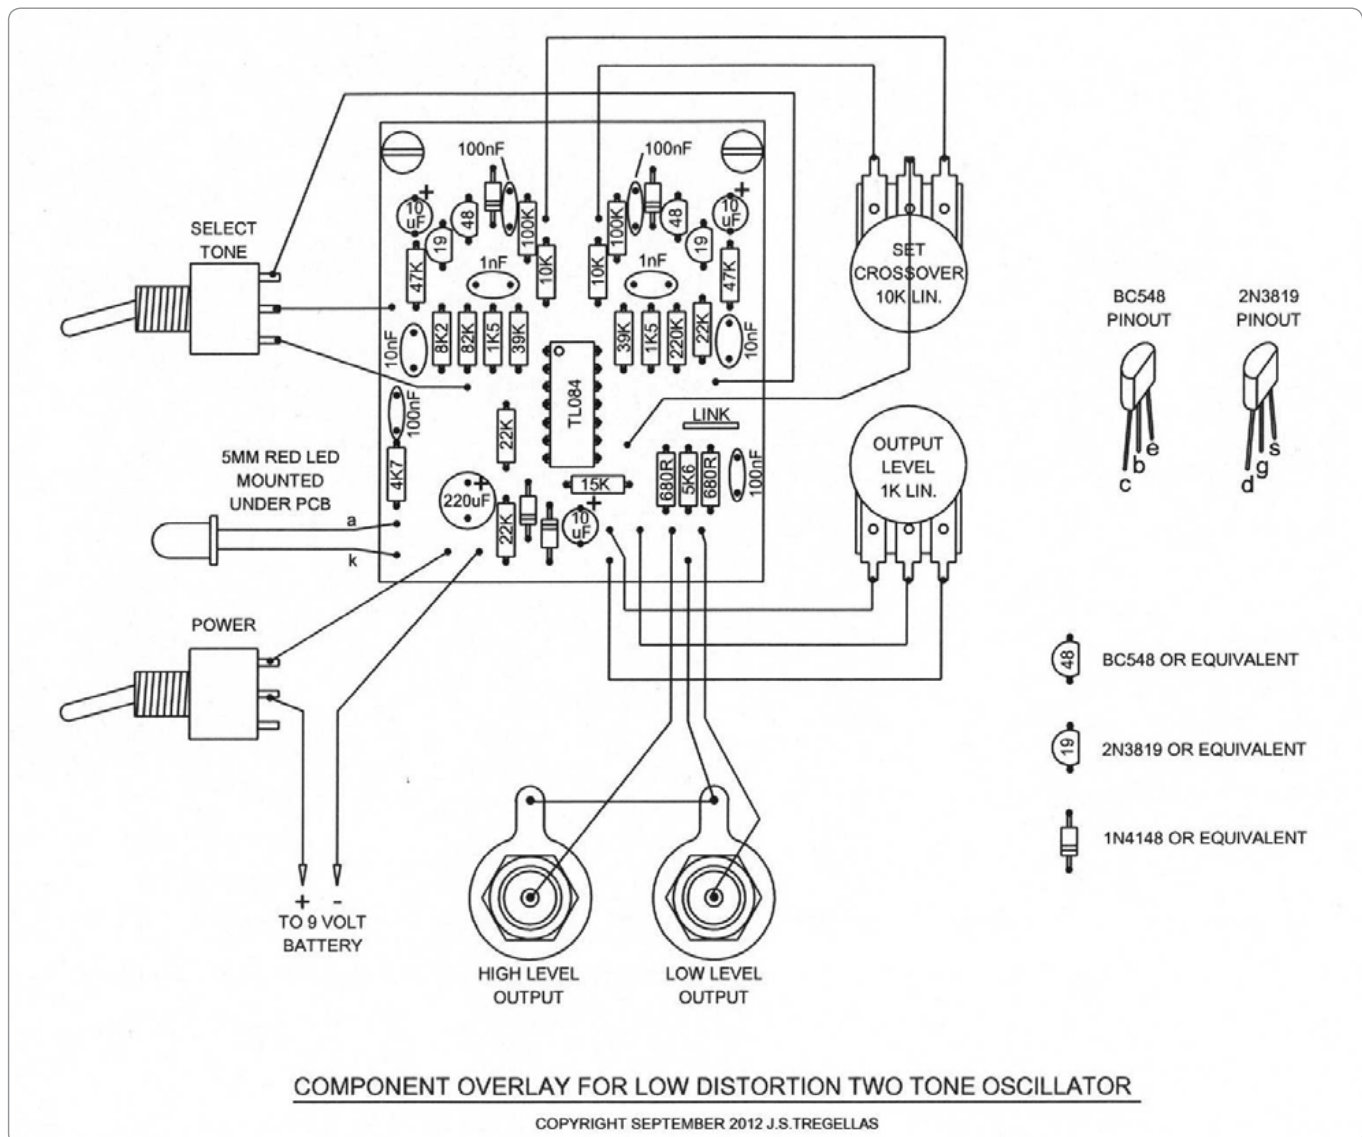 100nF
100nF
+
10
uF
48
19
100K
10K
47K
1nF
10nF
8K2
82K
1K5
39K
100K
10K
48
19
+
10
uF
1nF
47K
39K
1K5
220K
22K
10nF
TL084
LINK
100nF
4K7
22K
220uF
+
22K
15K
+
10
uF
680R
5K6
680R
100nF
SELECT
TONE
5MM RED LED
MOUNTED
UNDER PCB
a
k
POWER
+ -
TO 9 VOLT
BATTERY
SET
CROSSOVER
10K LIN.
OUTPUT
LEVEL
1K LIN.
BC548
PINOUT
e
b
c
2N3819
PINOUT
s
g
d
48
BC548 OR EQUIVALENT
19
2N3819 OR EQUIVALENT
1N4148 OR EQUIVALENT
HIGH LEVEL
OUTPUT
LOW LEVEL
OUTPUT
COMPONENT OVERLAY FOR LOW DISTORTION TWO TONE OSCILLATOR
COPYRIGHT SEPTEMBER 2012 J.S.TREGELLAS